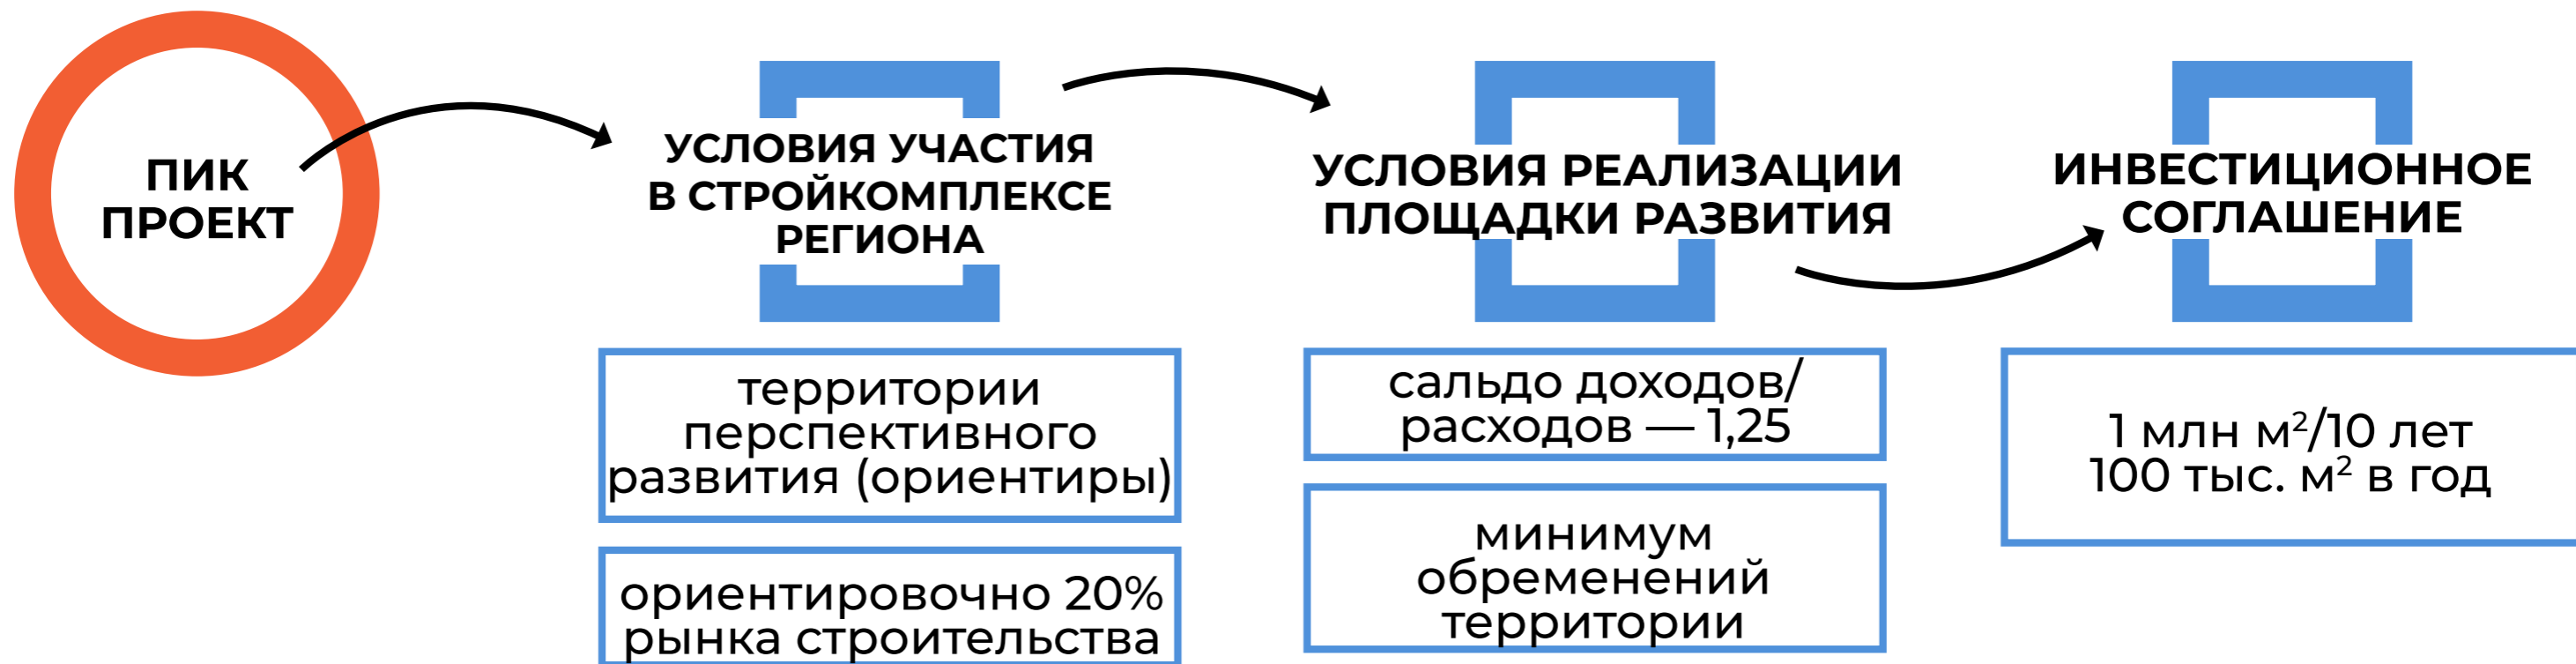 ПИК
ПРОЕКТ
УСЛОВИЯ УЧАСТИЯ
В СТРОЙКОМПЛЕКСЕ
РЕГИОНА
территории
перспективного
развития (ориентиры)
ориентировочно 20%
рынка строительства
УСЛОВИЯ РЕАЛИЗАЦИИ
ПЛОЩАДКИ РАЗВИТИЯ
сальдо доходов/
расходов — 1,25
минимум
обременений
территории
ИНВЕСТИЦИОННОЕ
СОГЛАШЕНИЕ
1 млн м²/10 лет
100 тыс. м² в год